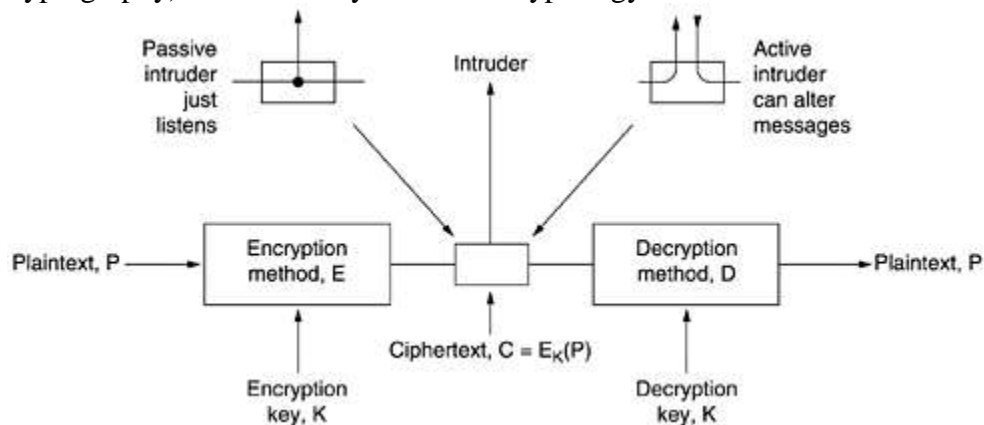 Passive
intruder
just
listens
Intruder
Active
intruder
can alter
messages
Plaintext, P
Encryption
method, E
Decryption
method, D
Plaintext, P
Ciphertext, C = E_K(P)
Encryption
key, K
Decryption
key, K